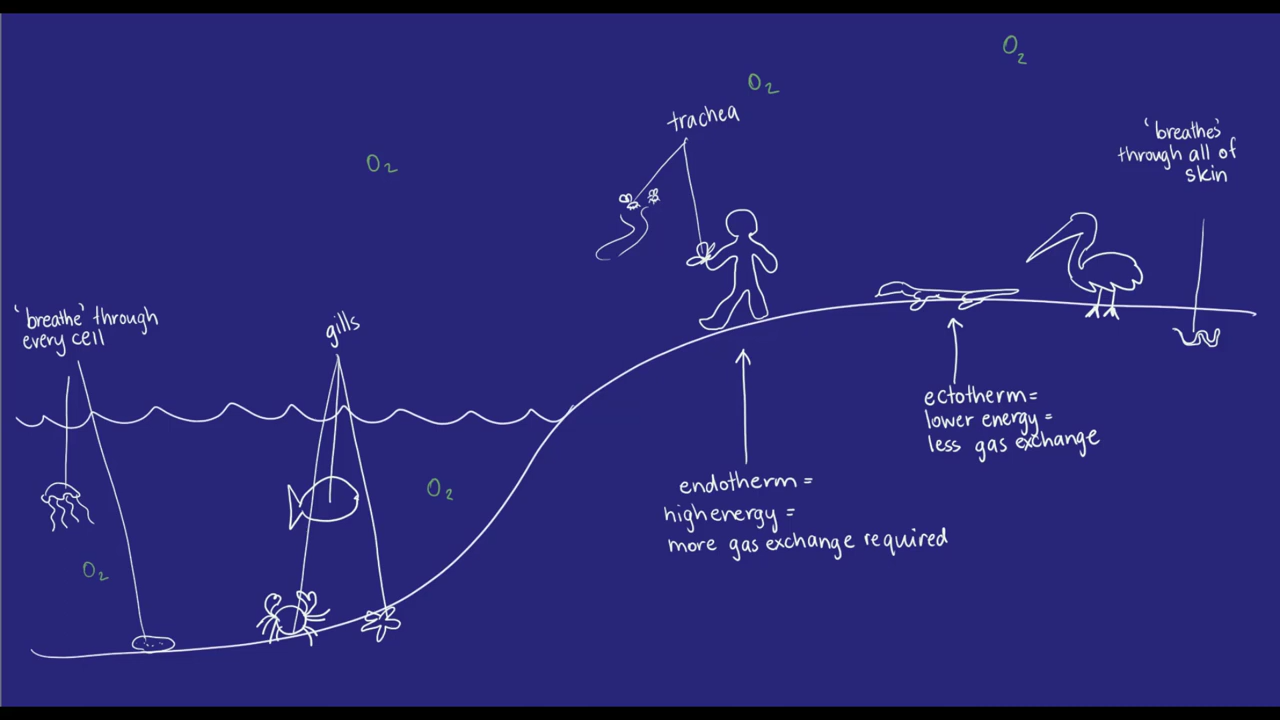 O2
O2
O2
trachea
'breathes'
through all of
skin
'breathe' through
every cell
gills
O2
O2
endotherm =
high energy =
more gas exchange required
ectotherm =
lower energy =
less gas exchange